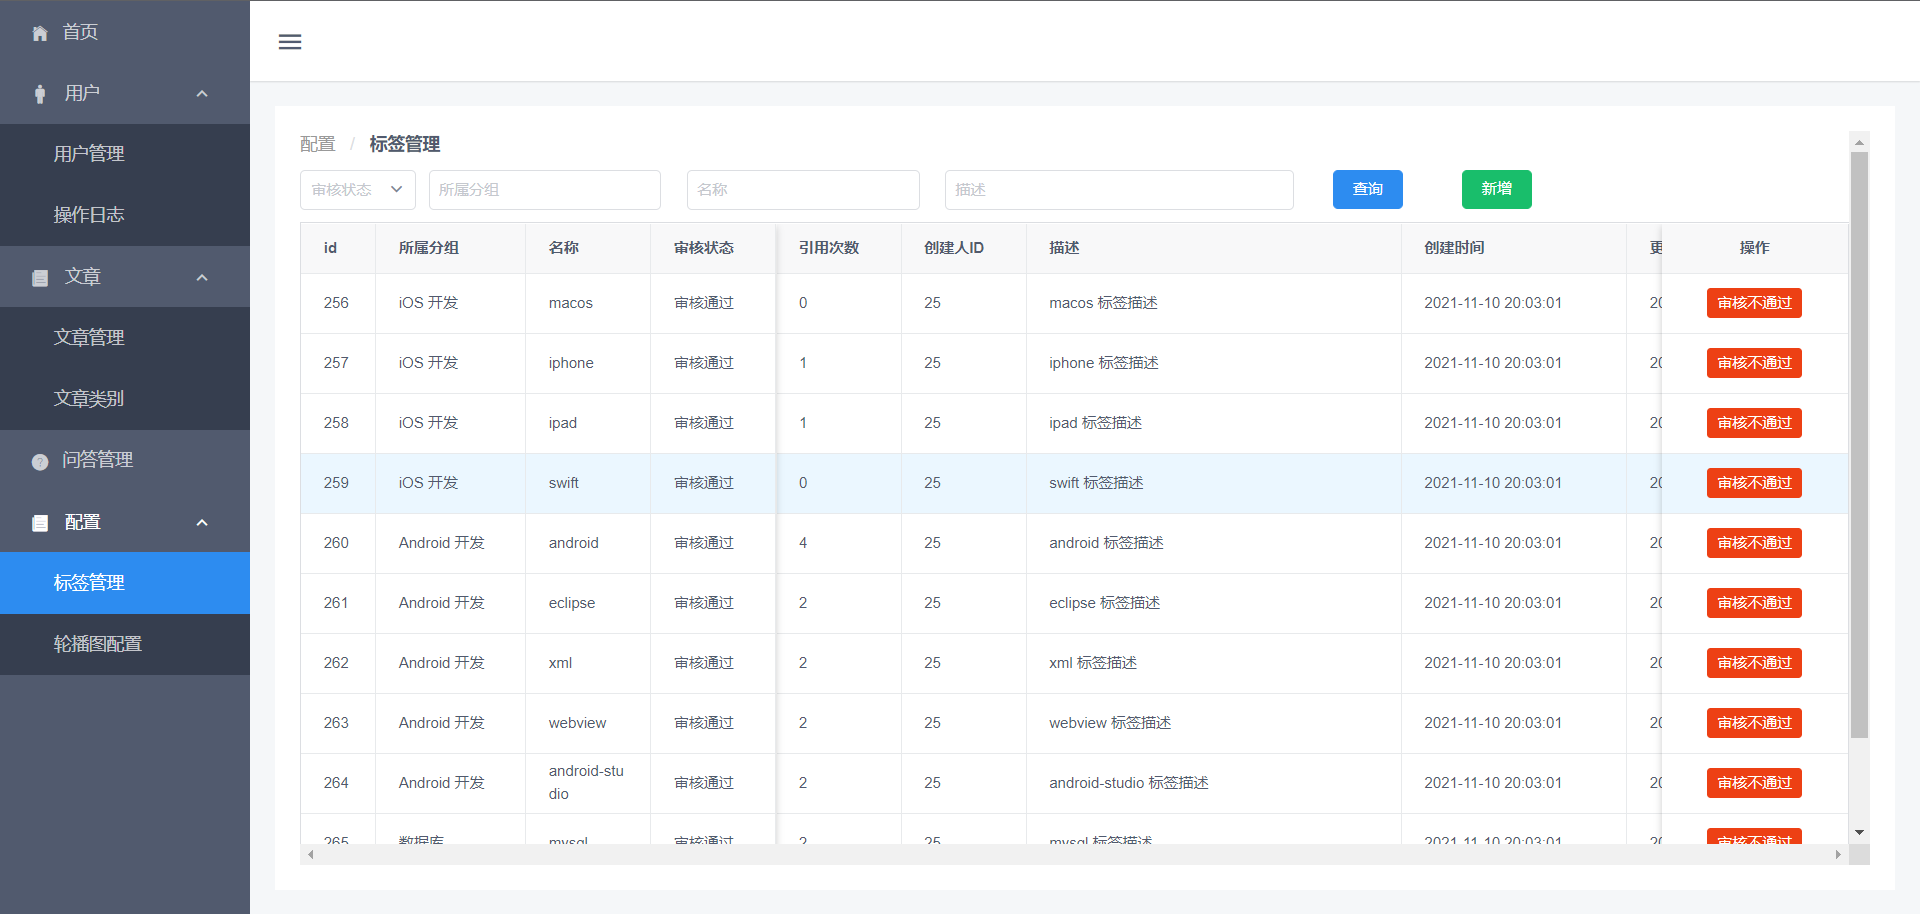 首页
用户
用户管理
操作日志
文章
文章管理
文章类别
问答管理
配置
标签管理
轮播图配置
配置 / 标签管理
审核状态 所属分组 名称 描述 查询 新增
id 所属分组 名称 审核状态 引用次数 创建人ID 描述 创建时间 更 操作
256 iOS 开发 macos 审核通过 0 25 macos 标签描述 2021-11-10 20:03:01 20 审核不通过
257 iOS 开发 iphone 审核通过 1 25 iphone 标签描述 2021-11-10 20:03:01 20 审核不通过
258 iOS 开发 ipad 审核通过 1 25 ipad 标签描述 2021-11-10 20:03:01 20 审核不通过
259 iOS 开发 swift 审核通过 0 25 swift 标签描述 2021-11-10 20:03:01 20 审核不通过
260 Android 开发 android 审核通过 4 25 android 标签描述 2021-11-10 20:03:01 20 审核不通过
261 Android 开发 eclipse 审核通过 2 25 eclipse 标签描述 2021-11-10 20:03:01 20 审核不通过
262 Android 开发 xml 审核通过 2 25 xml 标签描述 2021-11-10 20:03:01 20 审核不通过
263 Android 开发 webview 审核通过 2 25 webview 标签描述 2021-11-10 20:03:01 20 审核不通过
264 Android 开发 android-stu
dio 审核通过 2 25 android-studio 标签描述 2021-11-10 20:03:01 20 审核不通过
265 数据库 mysql 审核通过 2 25 mysql 标签描述 2021-11-10 20:03:01 20 审核不通过